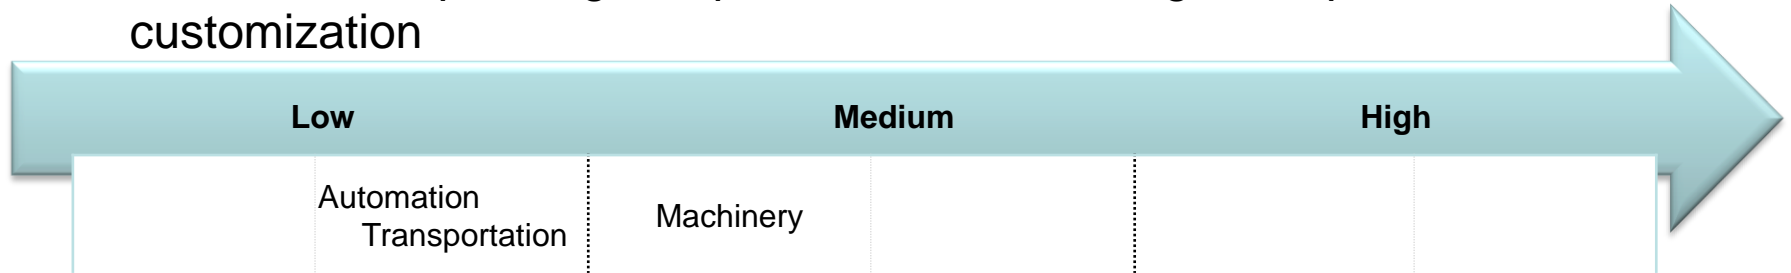 customization
Low Medium High
Automation
Transportation
Machinery